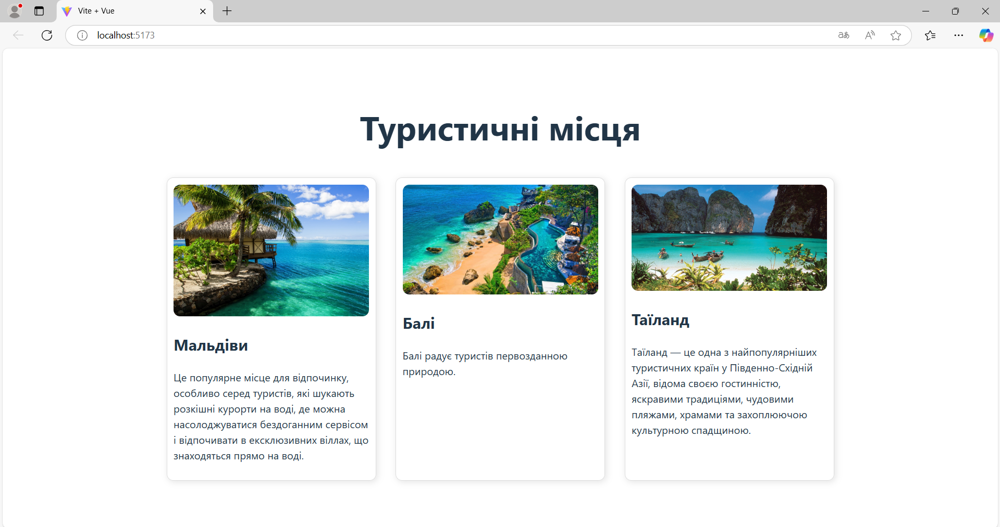 Vite + Vue
localhost:5173
Туристичні місця
Мальдіви
Це популярне місце для відпочинку,
особливо серед туристів, які шукають
розкішні курорти на воді, де можна
насолоджуватися бездоганним сервісом
і відпочивати в ексклюзивних віллах, що
знаходяться прямо на воді.
Балі
Балі радує туристів первозданною
природою.
Таїланд
Таїланд — це одна з найпопулярніших
туристичних країн у Південно-Східній
Азії, відома своєю гостинністю,
яскравими традиціями, чудовими
пляжами, храмами та захоплюючою
культурною спадщиною.